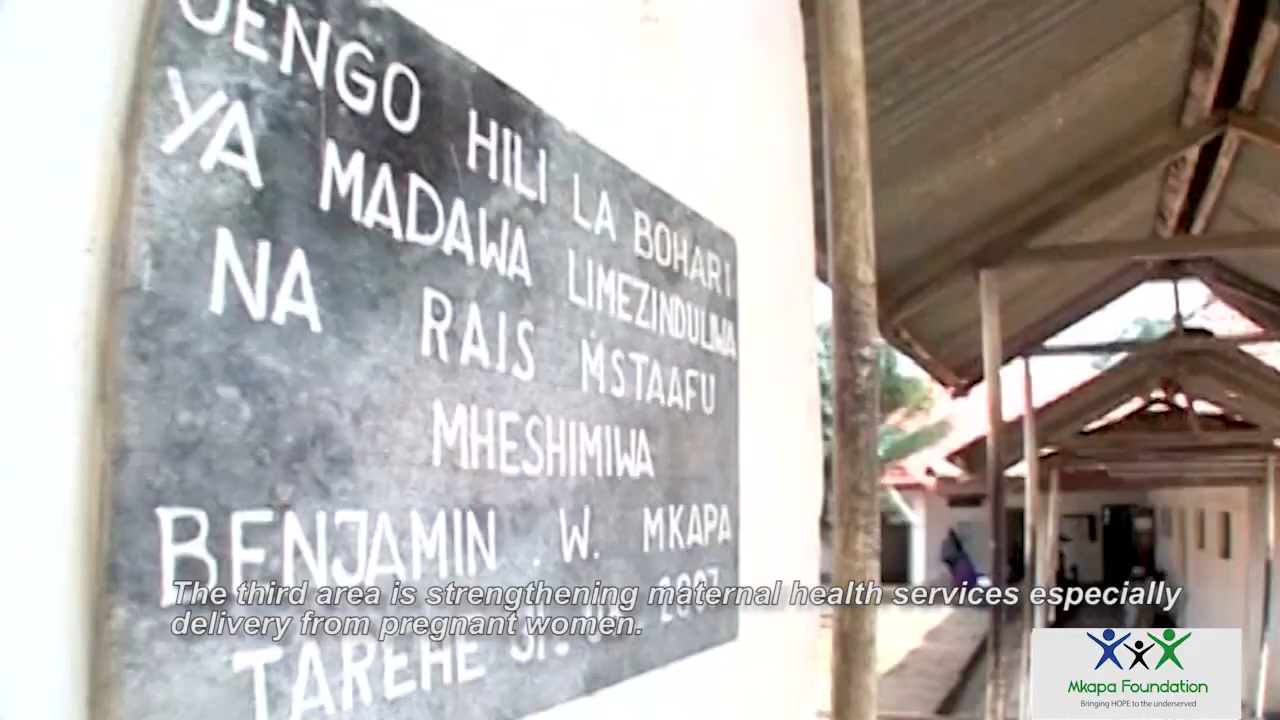 JENGO HILI LA BOHARI
YA MADAWA LIMEZINDULIWA
NA RAIS MSTAAFU
MHESHIMIWA
BENJAMIN . W. MKAPA
TAREHE 2007
The third area is strengthening maternal health services especially
delivery from pregnant women.
Mkapa Foundation
Bringing HOPE to the underserved